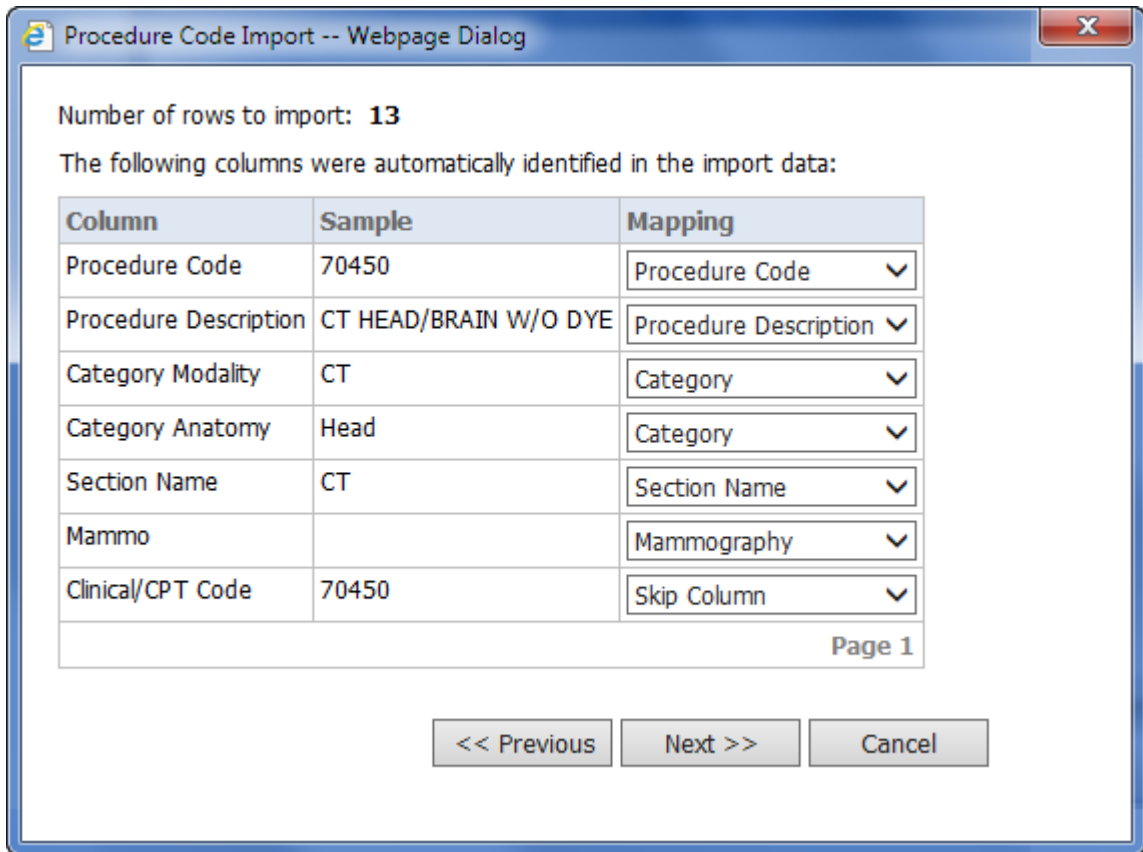 Procedure Code Import -- Webpage Dialog
Number of rows to import: 13
The following columns were automatically identified in the import data:
Column Sample Mapping
Procedure Code 70450 Procedure Code
Procedure Description CT HEAD/BRAIN W/O DYE Procedure Description
Category Modality CT Category
Category Anatomy Head Category
Section Name CT Section Name
Mammo Mammography
Clinical/CPT Code 70450 Skip Column
Page 1
<< Previous Next >> Cancel